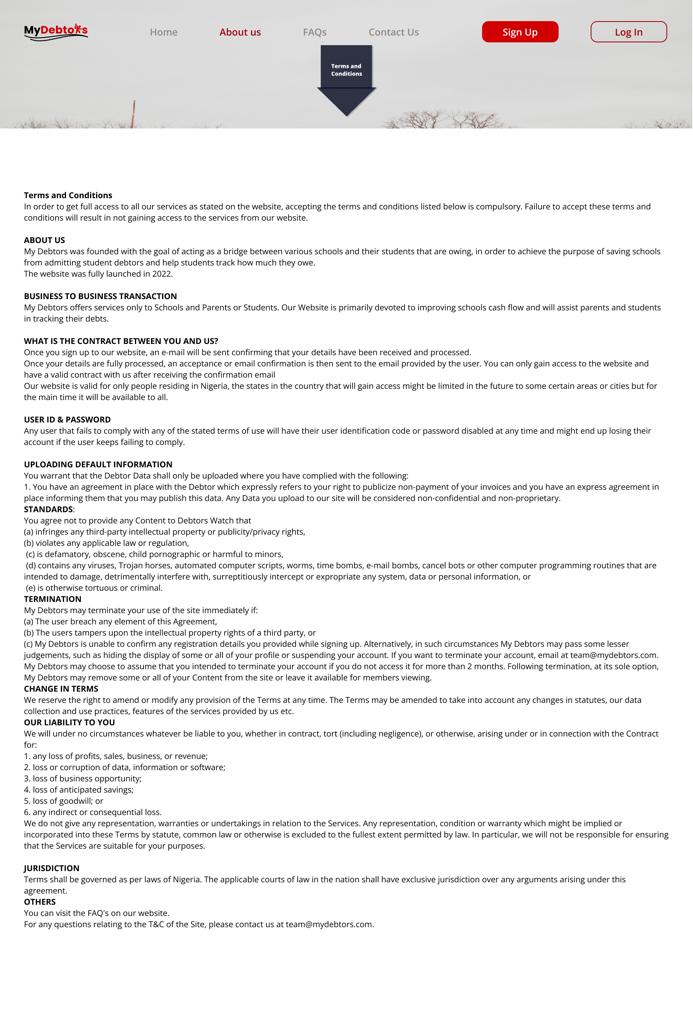 MyDebtors
Home
About us
FAQs
Contact Us
Sign Up
Log In
Terms and
Conditions
Terms and Conditions
In order to get full access to all our services as stated on the website, accepting the terms and conditions listed below is compulsory. Failure to accept these terms and
conditions will result in not gaining access to the services from our website.
ABOUT US
My Debtors was founded with the goal of acting as a bridge between various schools and their students that are owing, in order to achieve the purpose of saving schools
from admitting student debtors and help students track how much they owe.
The website was fully launched in 2022.
BUSINESS TO BUSINESS TRANSACTION
My Debtors offers services only to Schools and Parents or Students. Our Website is primarily devoted to improving schools cash flow and will assist parents and students
in tracking their debts.
WHAT IS THE CONTRACT BETWEEN YOU AND US?
Once you sign up to our website, an e-mail will be sent confirming that your details have been received and processed.
Once your details are fully processed, an acceptance or email confirmation is then sent to the email provided by the user. You can only gain access to the website and
have a valid contract with us after receiving the confirmation email
Our website is valid for only people residing in Nigeria, the states in the country that will gain access might be limited in the future to some certain areas or cities but for
the main time it will be available to all.
USER ID & PASSWORD
Any user that fails to comply with any of the stated terms of use will have their user identification code or password disabled at any time and might end up losing their
account if the user keeps failing to comply.
UPLOADING DEFAULT INFORMATION
You warrant that the Debtor Data shall only be uploaded where you have complied with the following:
1. You have an agreement in place with the Debtor which expressly refers to your right to publicize non-payment of your invoices and you have an express agreement in
place informing them that you may publish this data. Any Data you upload to our site will be considered non-confidential and non-proprietary.
STANDARDS:
You agree not to provide any Content to Debtors Watch that
(a) infringes any third-party intellectual property or publicity/privacy rights,
(b) violates any applicable law or regulation,
(c) is defamatory, obscene, child pornographic or harmful to minors,
(d) contains any viruses, Trojan horses, automated computer scripts, worms, time bombs, e-mail bombs, cancel bots or other computer programming routines that are
intended to damage, detrimentally interfere with, surreptitiously intercept or expropriate any system, data or personal information, or
(e) is otherwise tortuous or criminal.
TERMINATION
My Debtors may terminate your use of the site immediately if:
(a) The user breach any element of this Agreement,
(b) The users tampers upon the intellectual property rights of a third party, or
(c) My Debtors is unable to confirm any registration details you provided while signing up. Alternatively, in such circumstances My Debtors may pass some lesser
judgements, such as hiding the display of some or all of your profile or suspending your account. If you want to terminate your account, email at team@mydebtors.com.
My Debtors may choose to assume that you intended to terminate your account if you do not access it for more than 2 months. Following termination, at its sole option,
My Debtors may remove some or all of your Content from the site or leave it available for members viewing.
CHANGE IN TERMS
We reserve the right to amend or modify any provision of the Terms at any time. The Terms may be amended to take into account any changes in statutes, our data
collection and use practices, features of the services provided by us etc.
OUR LIABILITY TO YOU
We will under no circumstances whatever be liable to you, whether in contract, tort (including negligence), or otherwise, arising under or in connection with the Contract
for:
1. any loss of profits, sales, business, or revenue;
2. loss or corruption of data, information or software;
3. loss of business opportunity;
4. loss of anticipated savings;
5. loss of goodwill; or
6. any indirect or consequential loss.
We do not give any representation, warranties or undertakings in relation to the Services. Any representation, condition or warranty which might be implied or
incorporated into these Terms by statute, common law or otherwise is excluded to the fullest extent permitted by law. In particular, we will not be responsible for ensuring
that the Services are suitable for your purposes.
JURISDICTION
Terms shall be governed as per laws of Nigeria. The applicable courts of law in the nation shall have exclusive jurisdiction over any arguments arising under this
agreement.
OTHERS
You can visit the FAQ's on our website.
For any questions relating to the T&C of the Site, please contact us at team@mydebtors.com.